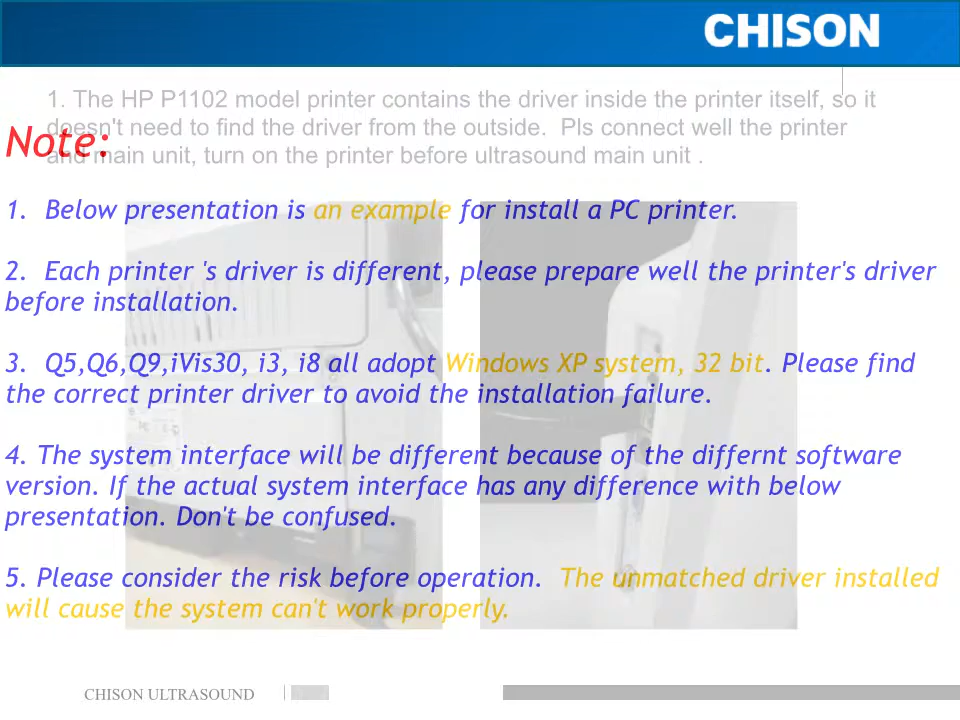 CHISON
1. The HP P1102 model printer contains the driver inside the printer itself, so it
doesn't need to find the driver from the outside.  Pls connect well the printer
and main unit, turn on the printer before ultrasound main unit .
Note:
1.  Below presentation is an example for install a PC printer.
2.  Each printer 's driver is different, please prepare well the printer's driver
before installation.
3.  Q5,Q6,Q9,iVis30, i3, i8 all adopt Windows XP system, 32 bit. Please find
the correct printer driver to avoid the installation failure.
4. The system interface will be different because of the differnt software
version. If the actual system interface has any difference with below
presentation. Don't be confused.
5. Please consider the risk before operation.  The unmatched driver installed
will cause the system can't work properly.
CHISON ULTRASOUND